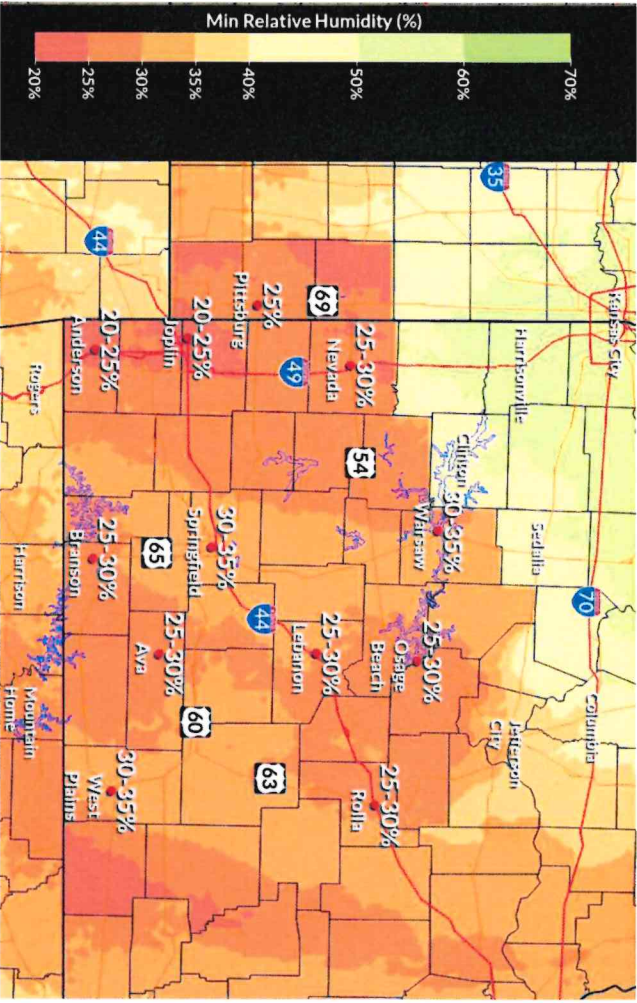 Min Relative Humidity (%)
20%
25%
30%
35%
40%
50%
60%
70%
Kansas City
70
Columbia
35
Harrisonville
Sedalia
Jefferson
City
Clinton
30-35%
Warsaw
25-30%
Osage
Beach
25-30%
Nevada
54
25-30%
Rolla
69
49
25-30%
Lebanon
25%
Pittsburg
44
63
30-35%
Springfield
20-25%
Joplin
60
65
25-30%
Ava
44
20-25%
Anderson
25-30%
Branson
30-35%
West
Plains
Rogers
Harrison
Mountain
Home